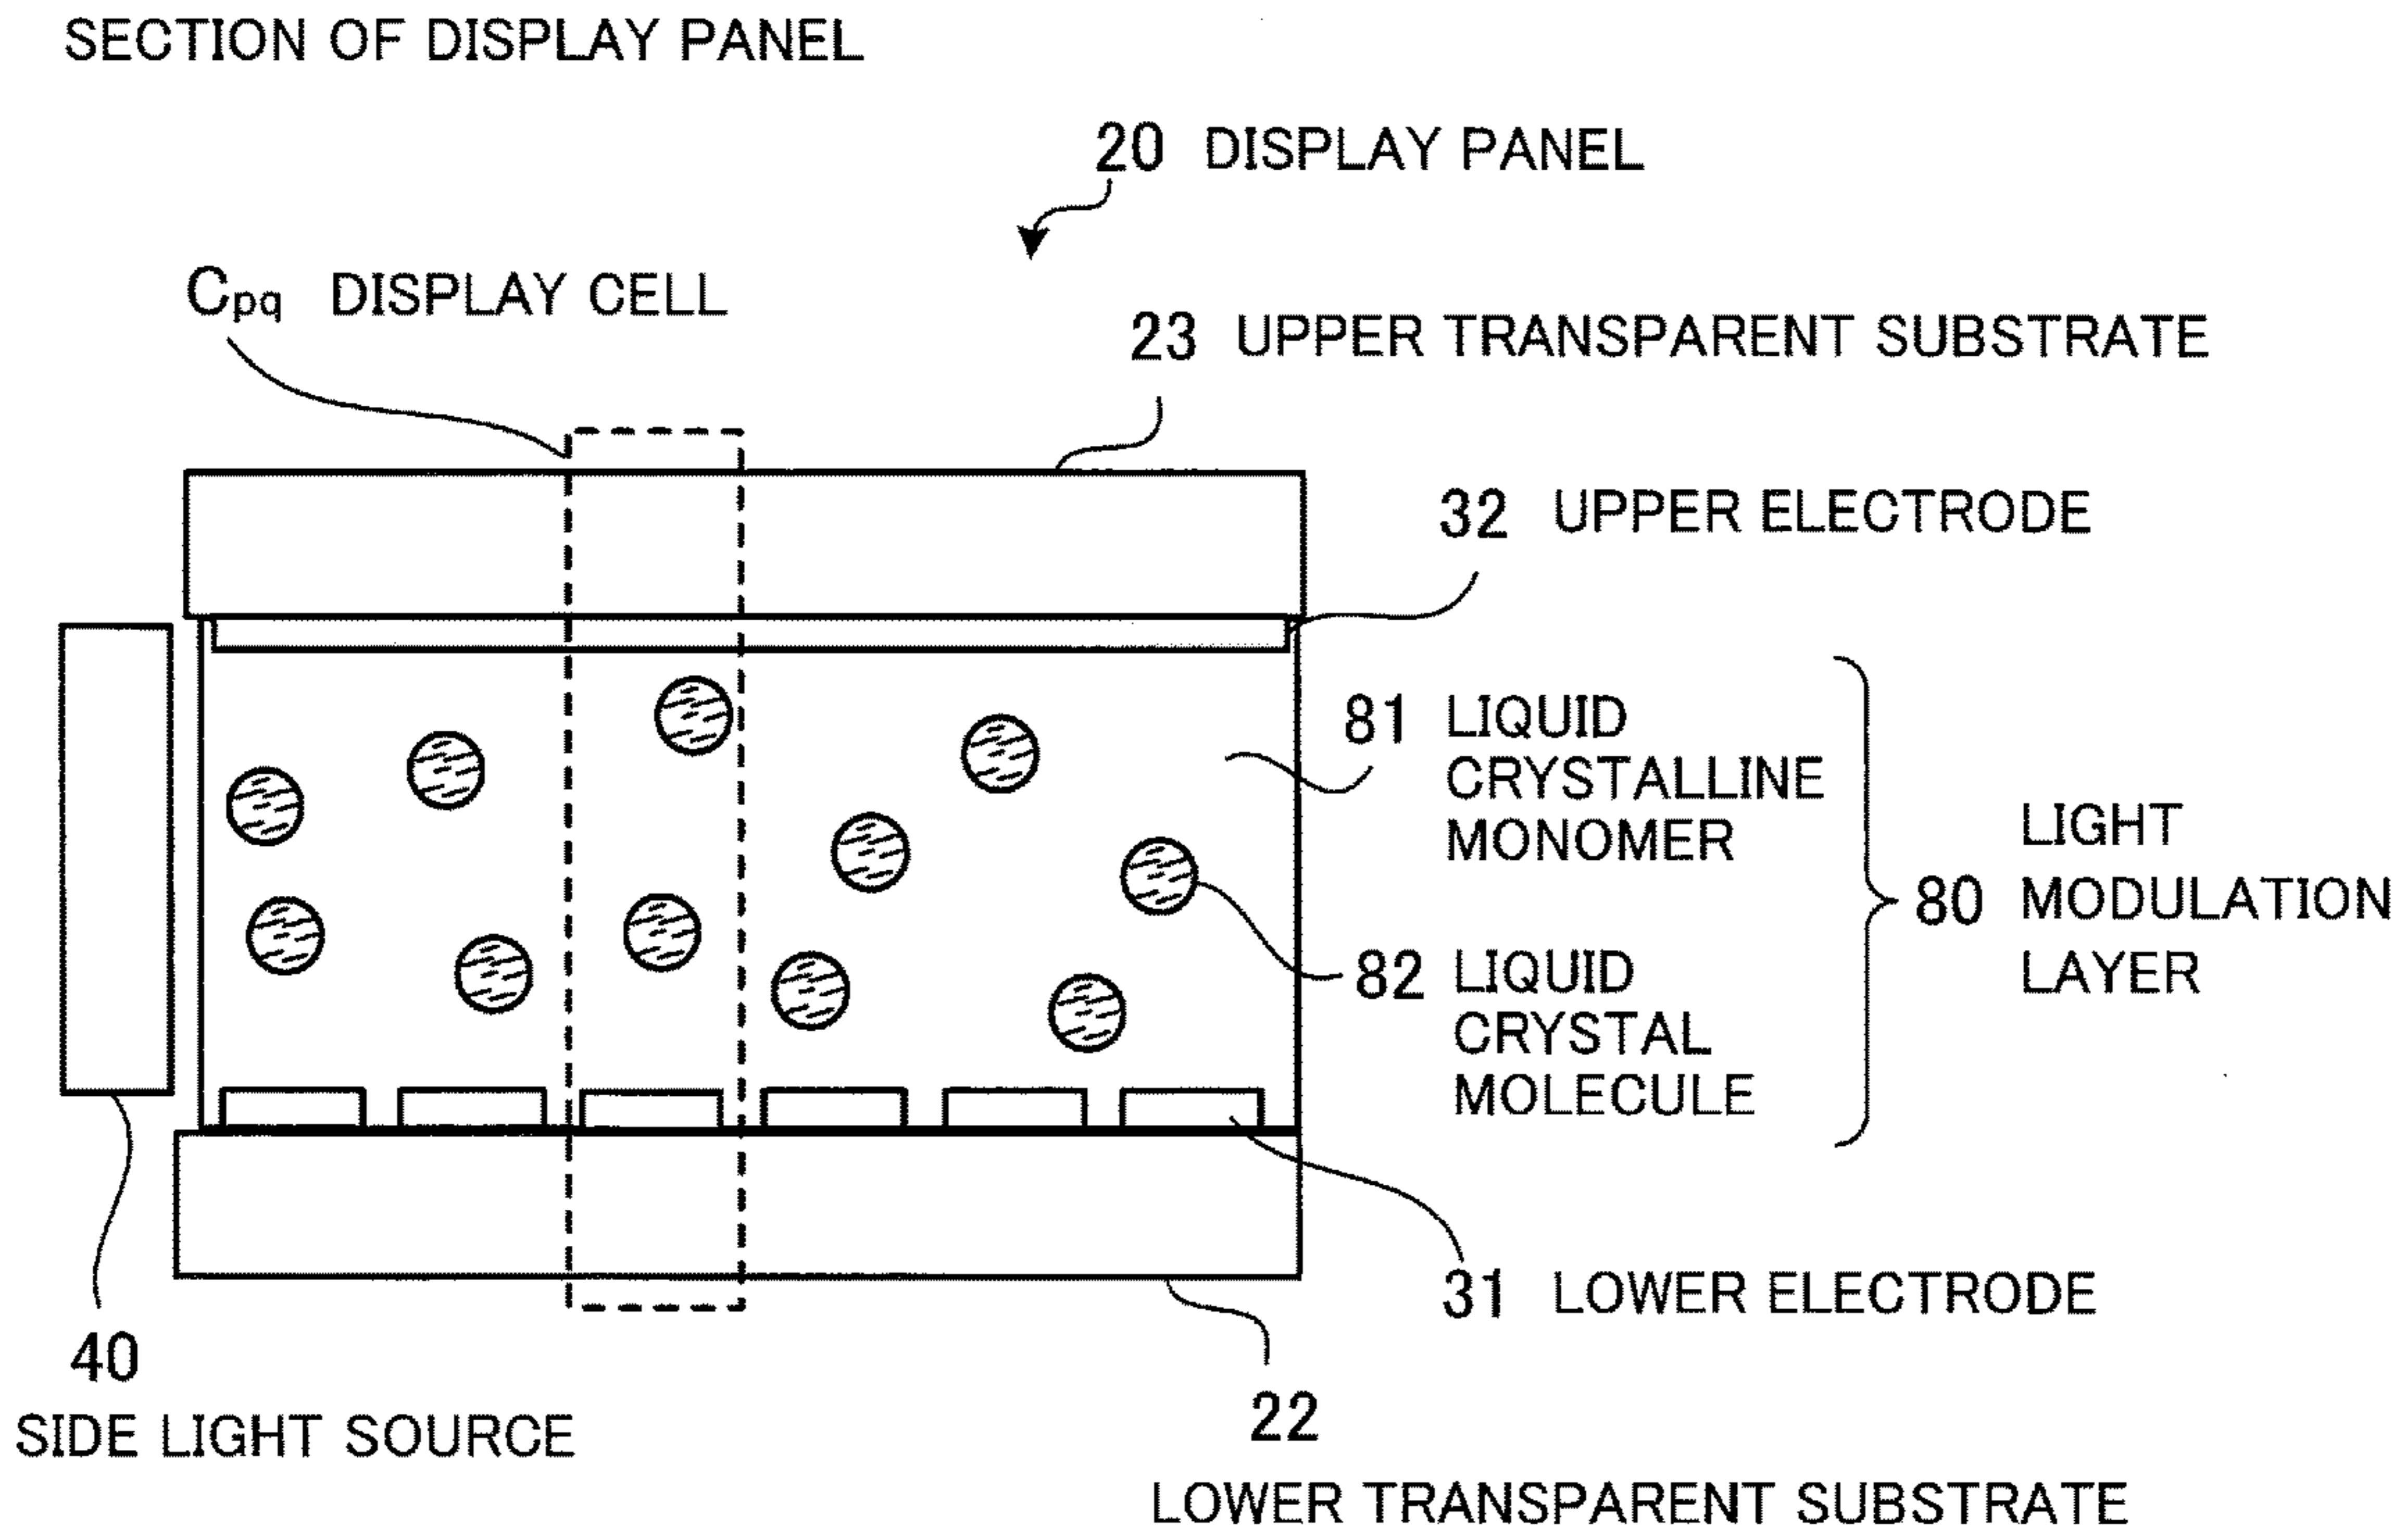 SECTION OF DISPLAY PANEL
20 DISPLAY PANEL
Cpq DISPLAY CELL
23 UPPER TRANSPARENT SUBSTRATE
32 UPPER ELECTRODE
81 LIQUID
CRYSTALLINE
MONOMER
80 LIGHT
MODULATION
LAYER
82 LIQUID
CRYSTAL
MOLECULE
31 LOWER ELECTRODE
40
SIDE LIGHT SOURCE
22
LOWER TRANSPARENT SUBSTRATE